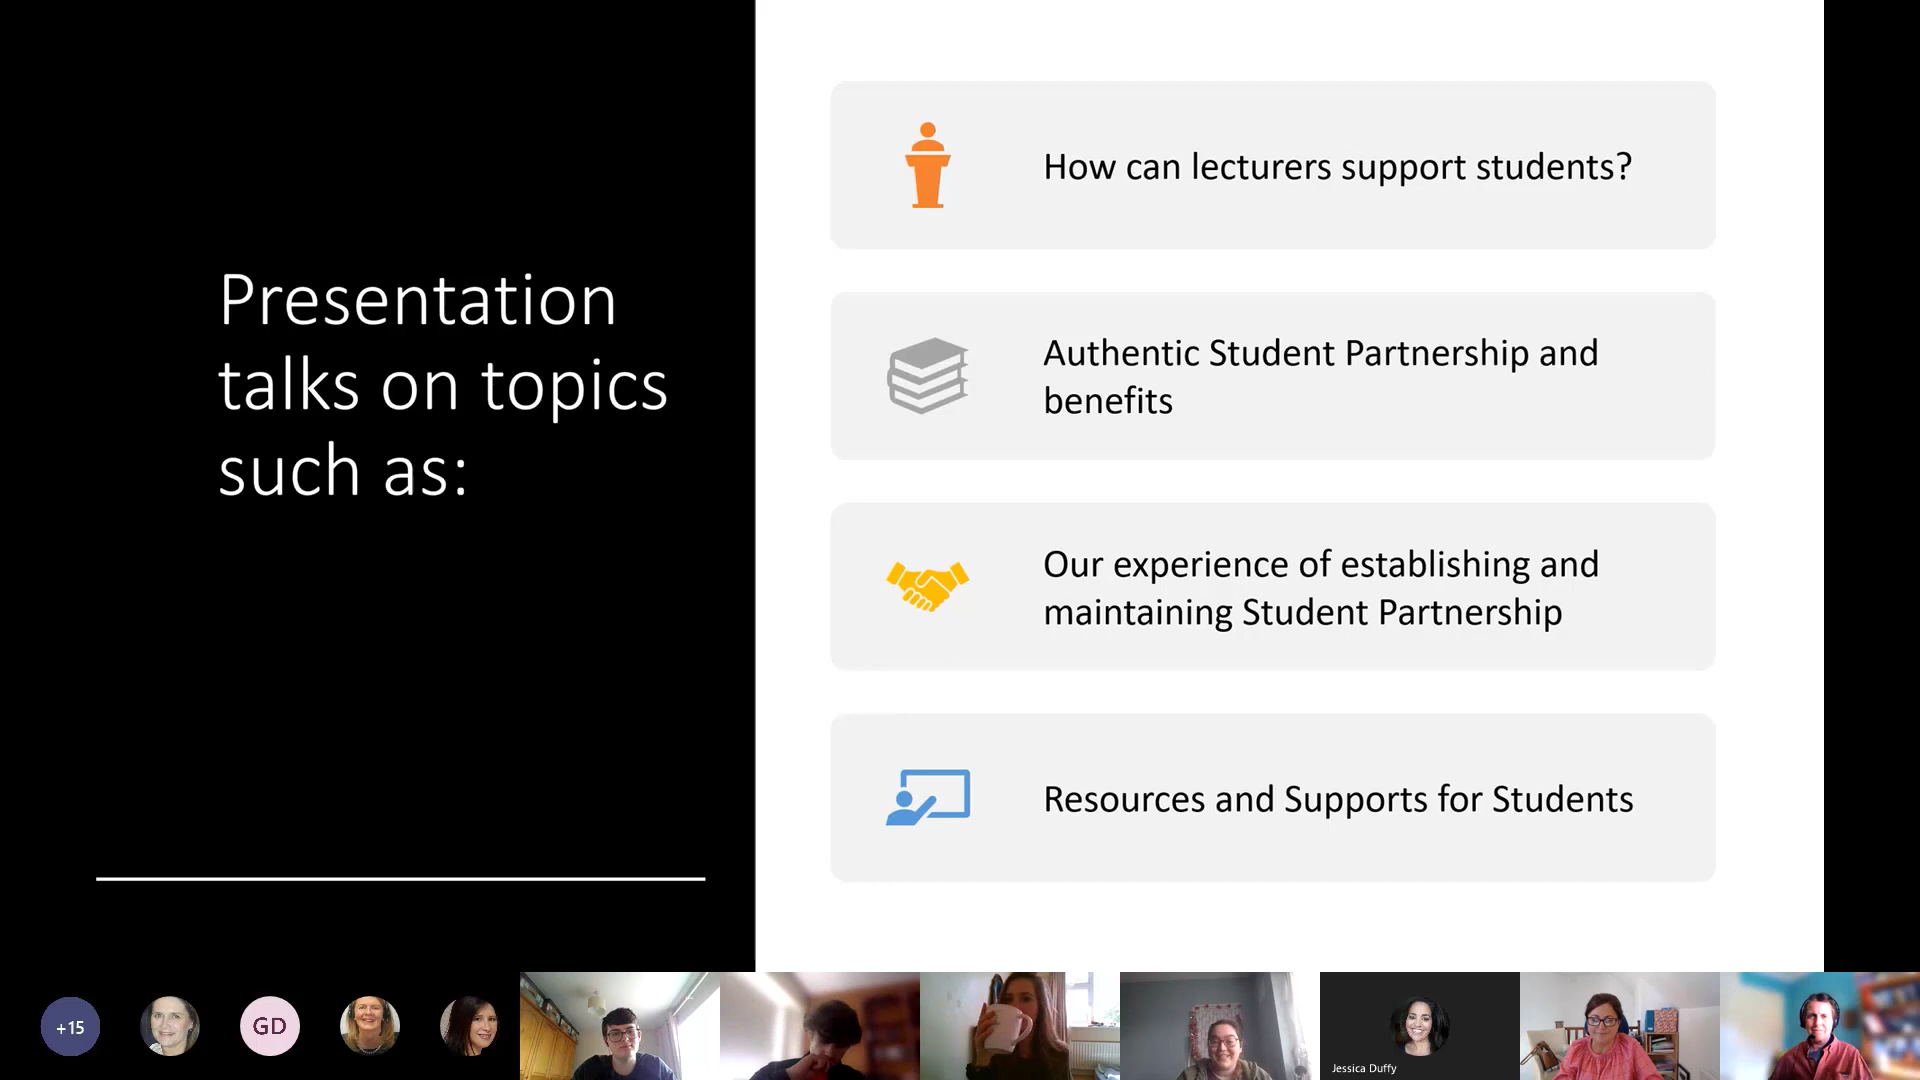 Presentation
talks on topics
such as:
How can lecturers support students?
Authentic Student Partnership and
benefits
Our experience of establishing and
maintaining Student Partnership
Resources and Supports for Students
+15
GD
Jessica Duffy